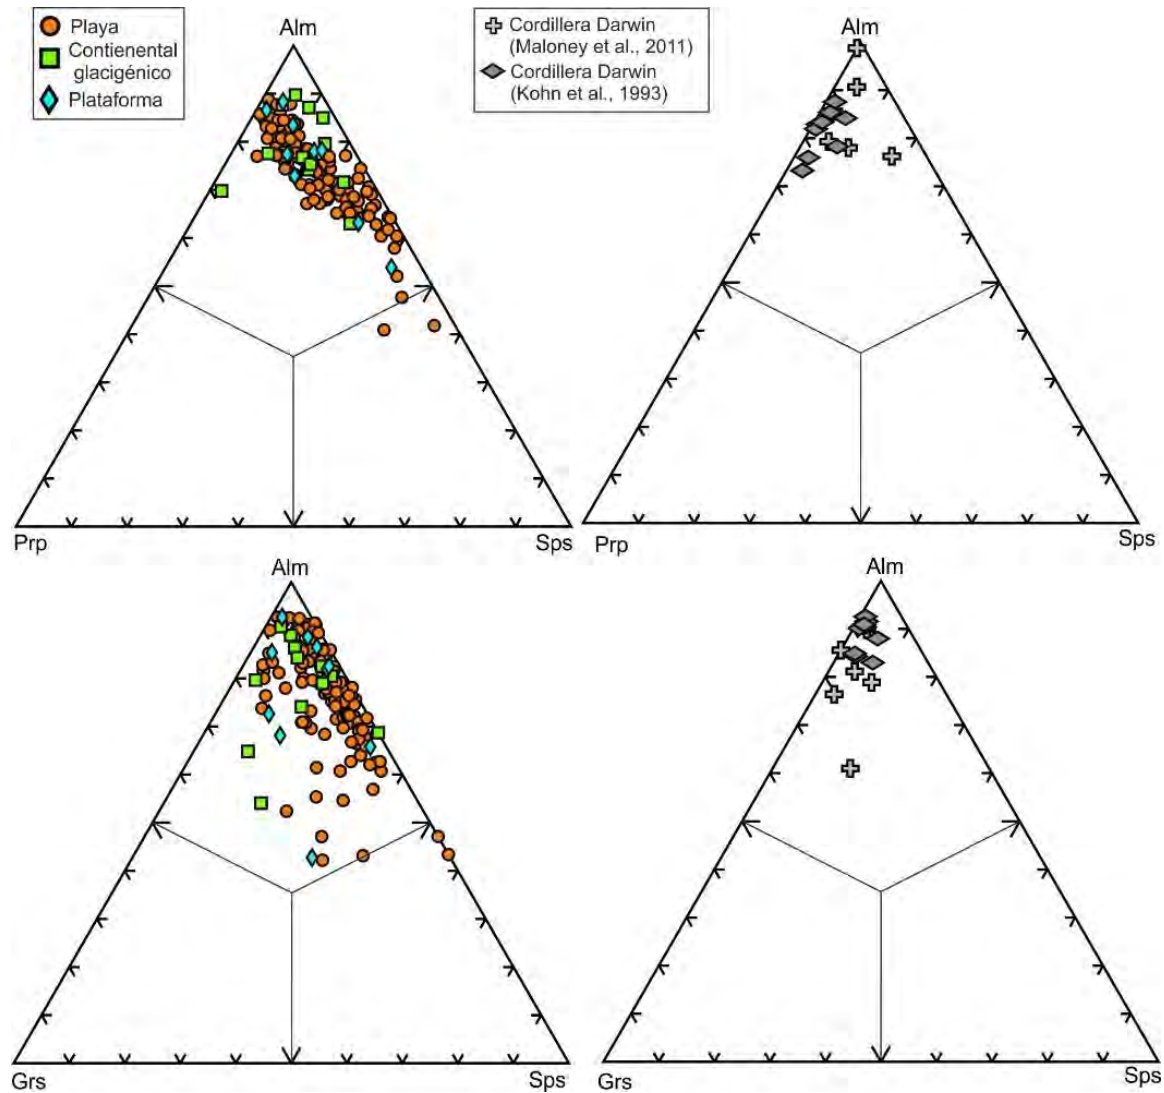 Playa
Contienental
glacigénico
Plataforma
Alm
Prp
Sps
Cordillera Darwin
(Maloney et al., 2011)
Cordillera Darwin
(Kohn et al., 1993)
Alm
Prp
Sps
Alm
Grs
Sps
Alm
Grs
Sps